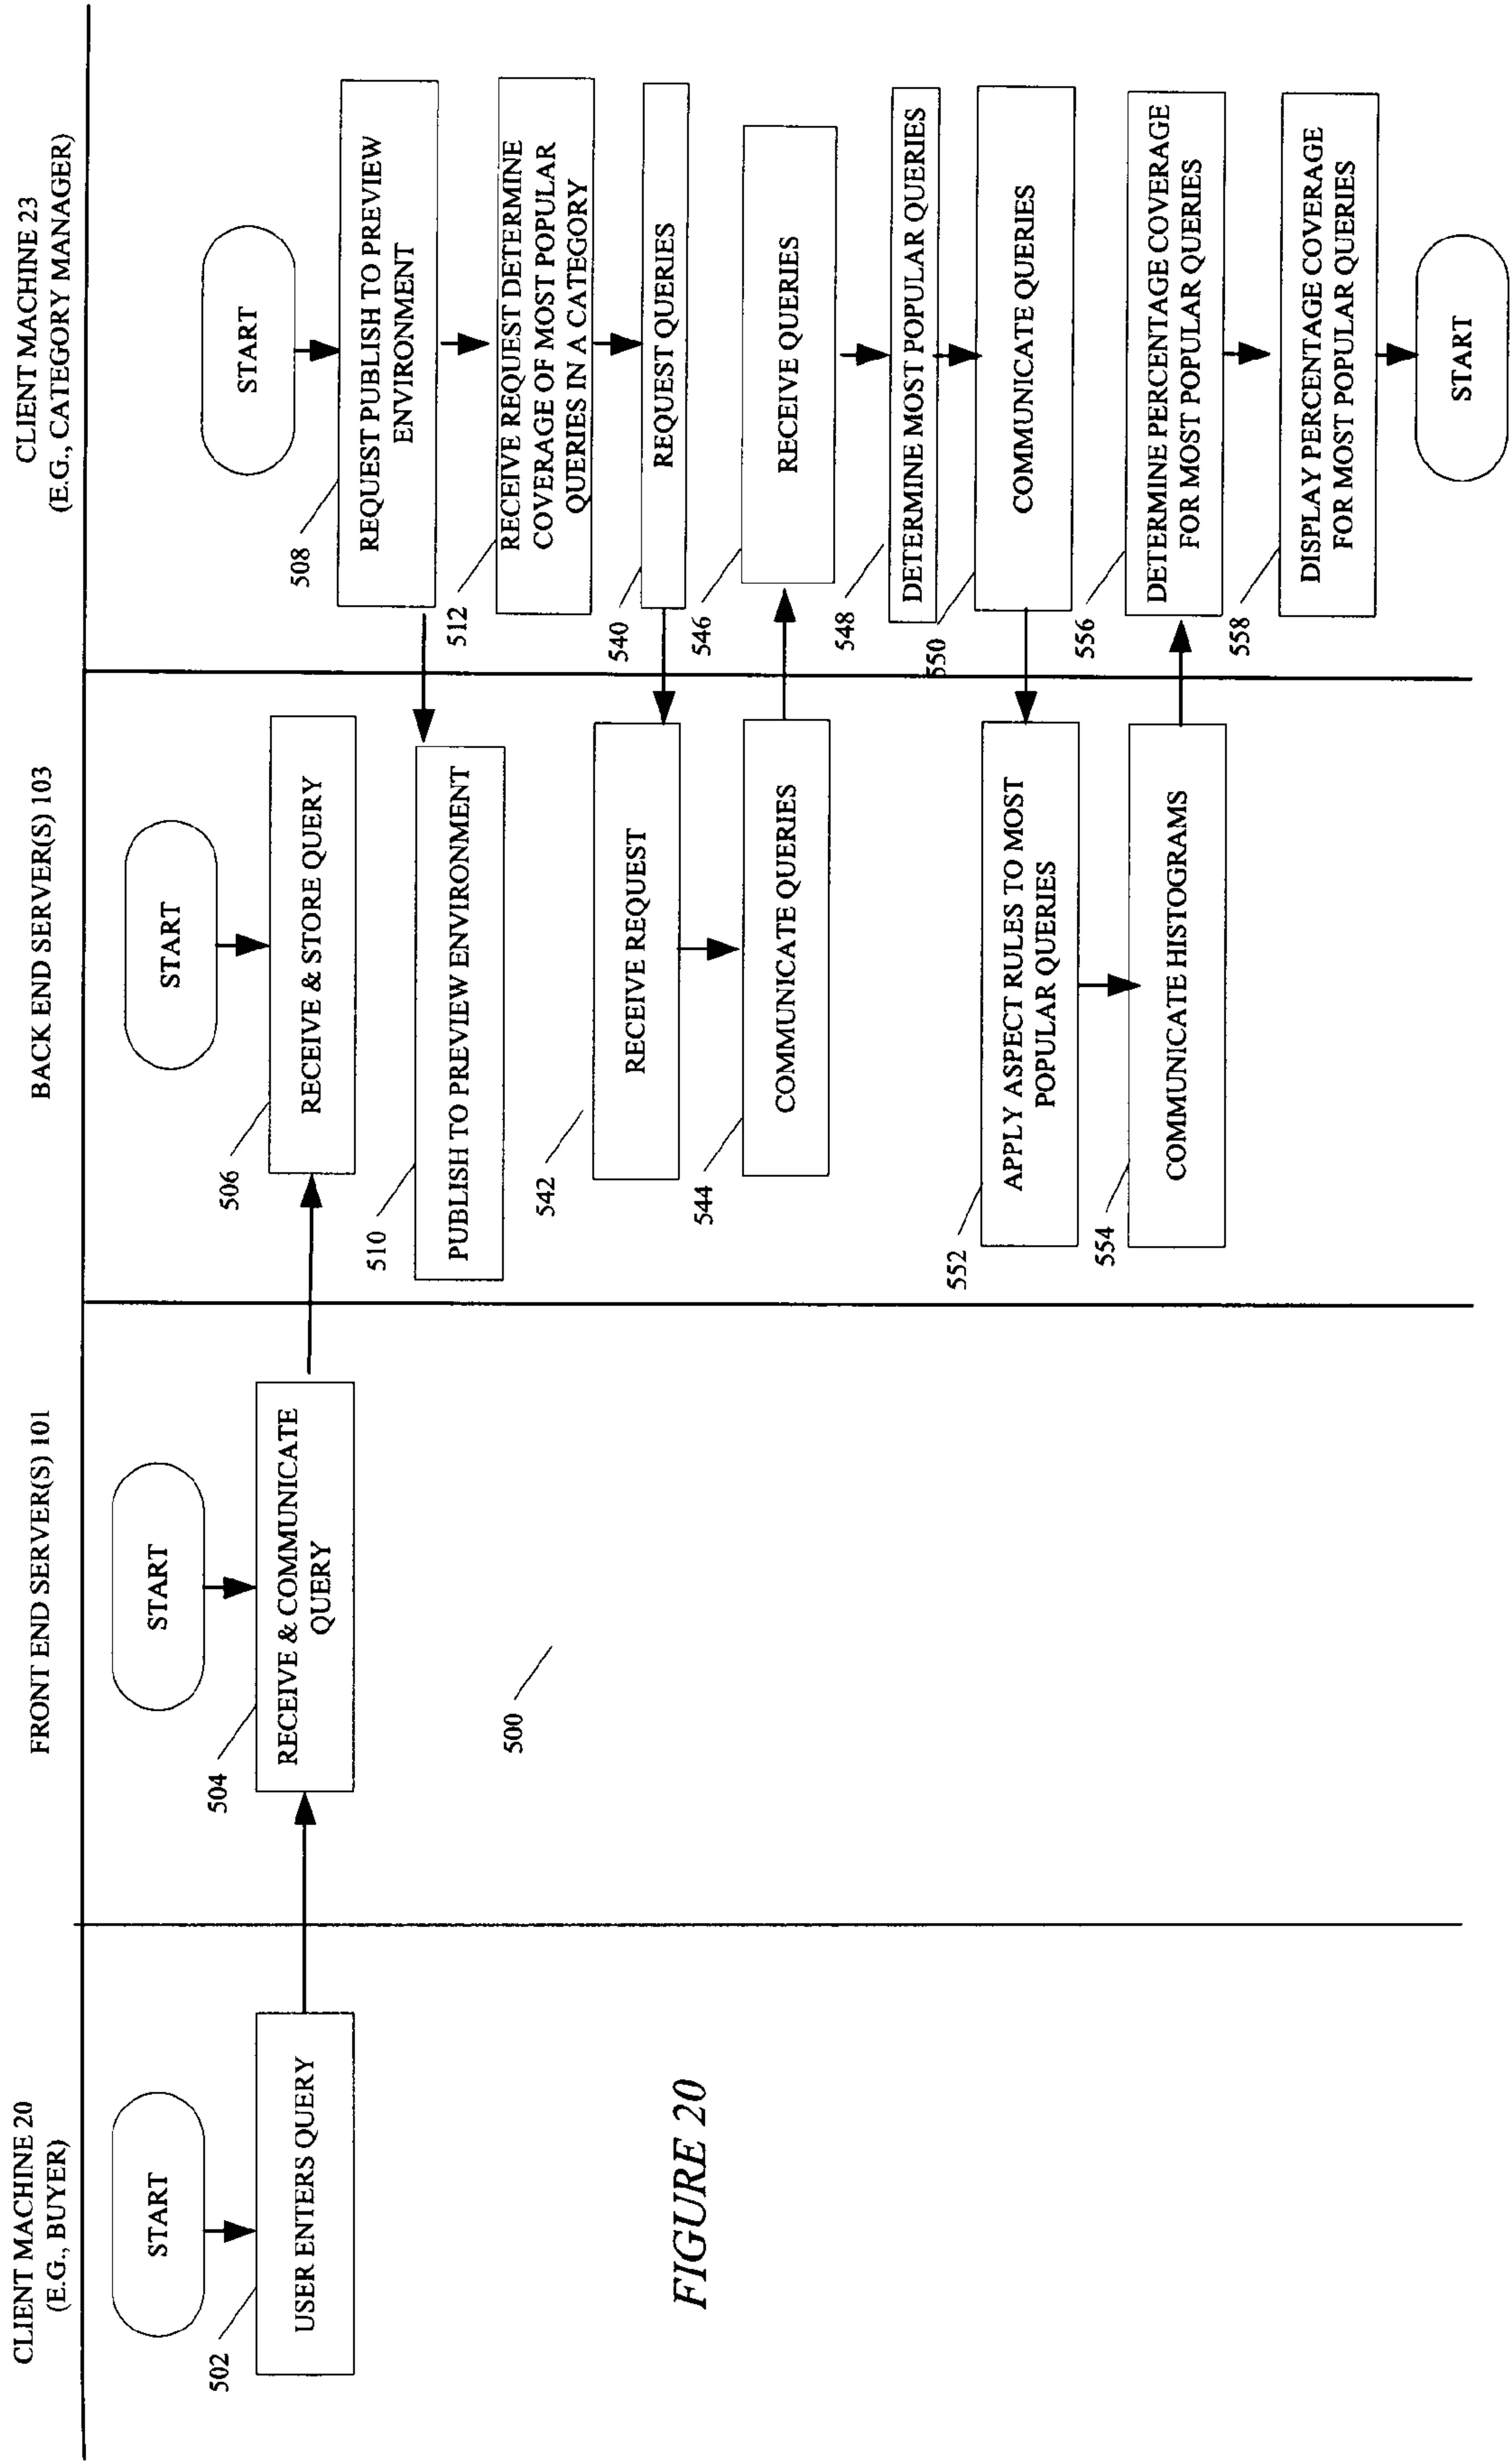 CLIENT MACHINE 20
(E.G., BUYER)
START
502
USER ENTERS QUERY
FRONT END SERVER(S) 101
START
504
RECEIVE & COMMUNICATE
QUERY
500
BACK END SERVER(S) 103
START
506
RECEIVE & STORE QUERY
510
PUBLISH TO PREVIEW ENVIRONMENT
542
RECEIVE REQUEST
544
COMMUNICATE QUERIES
552
APPLY ASPECT RULES TO MOST
POPULAR QUERIES
554
COMMUNICATE HISTOGRAMS
CLIENT MACHINE 23
(E.G., CATEGORY MANAGER)
START
508
REQUEST PUBLISH TO PREVIEW
ENVIRONMENT
512
RECEIVE REQUEST DETERMINE
COVERAGE OF MOST POPULAR
QUERIES IN A CATEGORY
540
REQUEST QUERIES
546
RECEIVE QUERIES
548
DETERMINE MOST POPULAR QUERIES
550
COMMUNICATE QUERIES
556
DETERMINE PERCENTAGE COVERAGE
FOR MOST POPULAR QUERIES
558
DISPLAY PERCENTAGE COVERAGE
FOR MOST POPULAR QUERIES
START
FIGURE 20